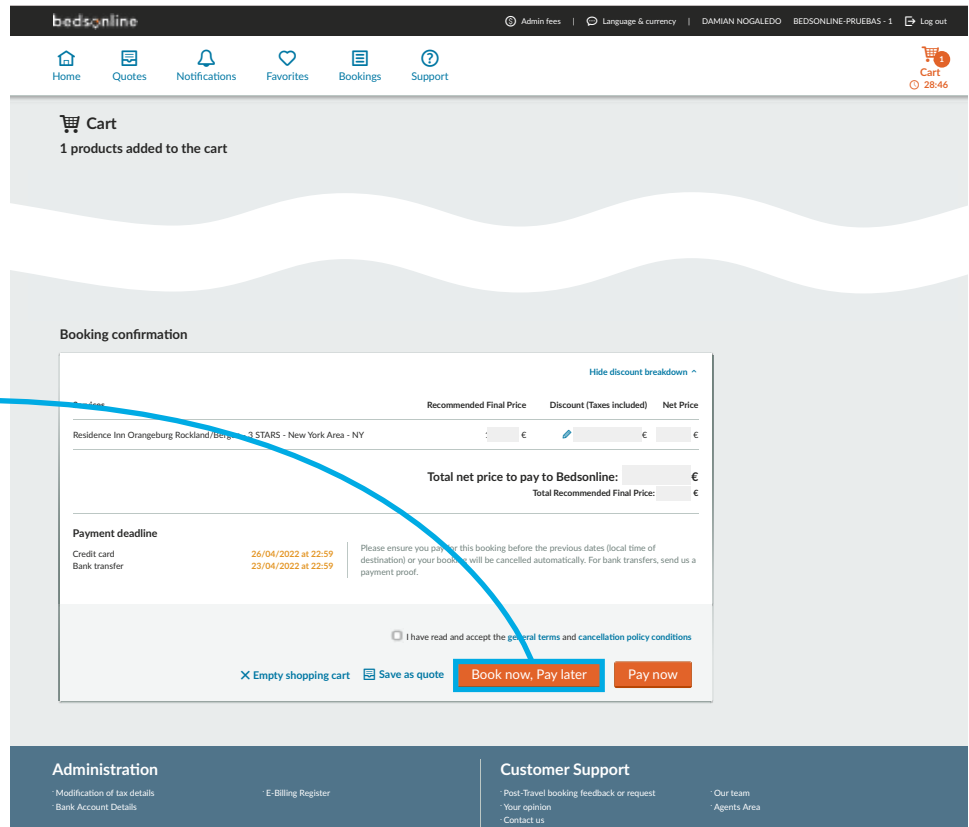 bedsonline
Admin fees | Language & currency | DAMIAN NOGALEDO BEDSONLINE-PRUEBAS - 1 Log out
Home Quotes Notifications Favorites Bookings Support
1
Cart
28:46
Cart
1 products added to the cart
Booking confirmation
Hide discount breakdown
Services Recommended Final Price Discount (Taxes included) Net Price
Residence Inn Orangeburg Rockland/Bergen - 3 STARS - New York Area - NY € € €
Total net price to pay to Bedsonline: €
Total Recommended Final Price: €
Payment deadline
Credit card 26/04/2022 at 22:59
Bank transfer 23/04/2022 at 22:59
Please ensure you pay for this booking before the previous dates (local time of
destination) or your booking will be cancelled automatically. For bank transfers, send us a
payment proof.
I have read and accept the general terms and cancellation policy conditions
Empty shopping cart Save as quote Book now, Pay later Pay now
Administration
· Modification of tax details · E-Billing Register
· Bank Account Details
Customer Support
· Post-Travel booking feedback or request · Our team
· Your opinion · Agents Area
· Contact us